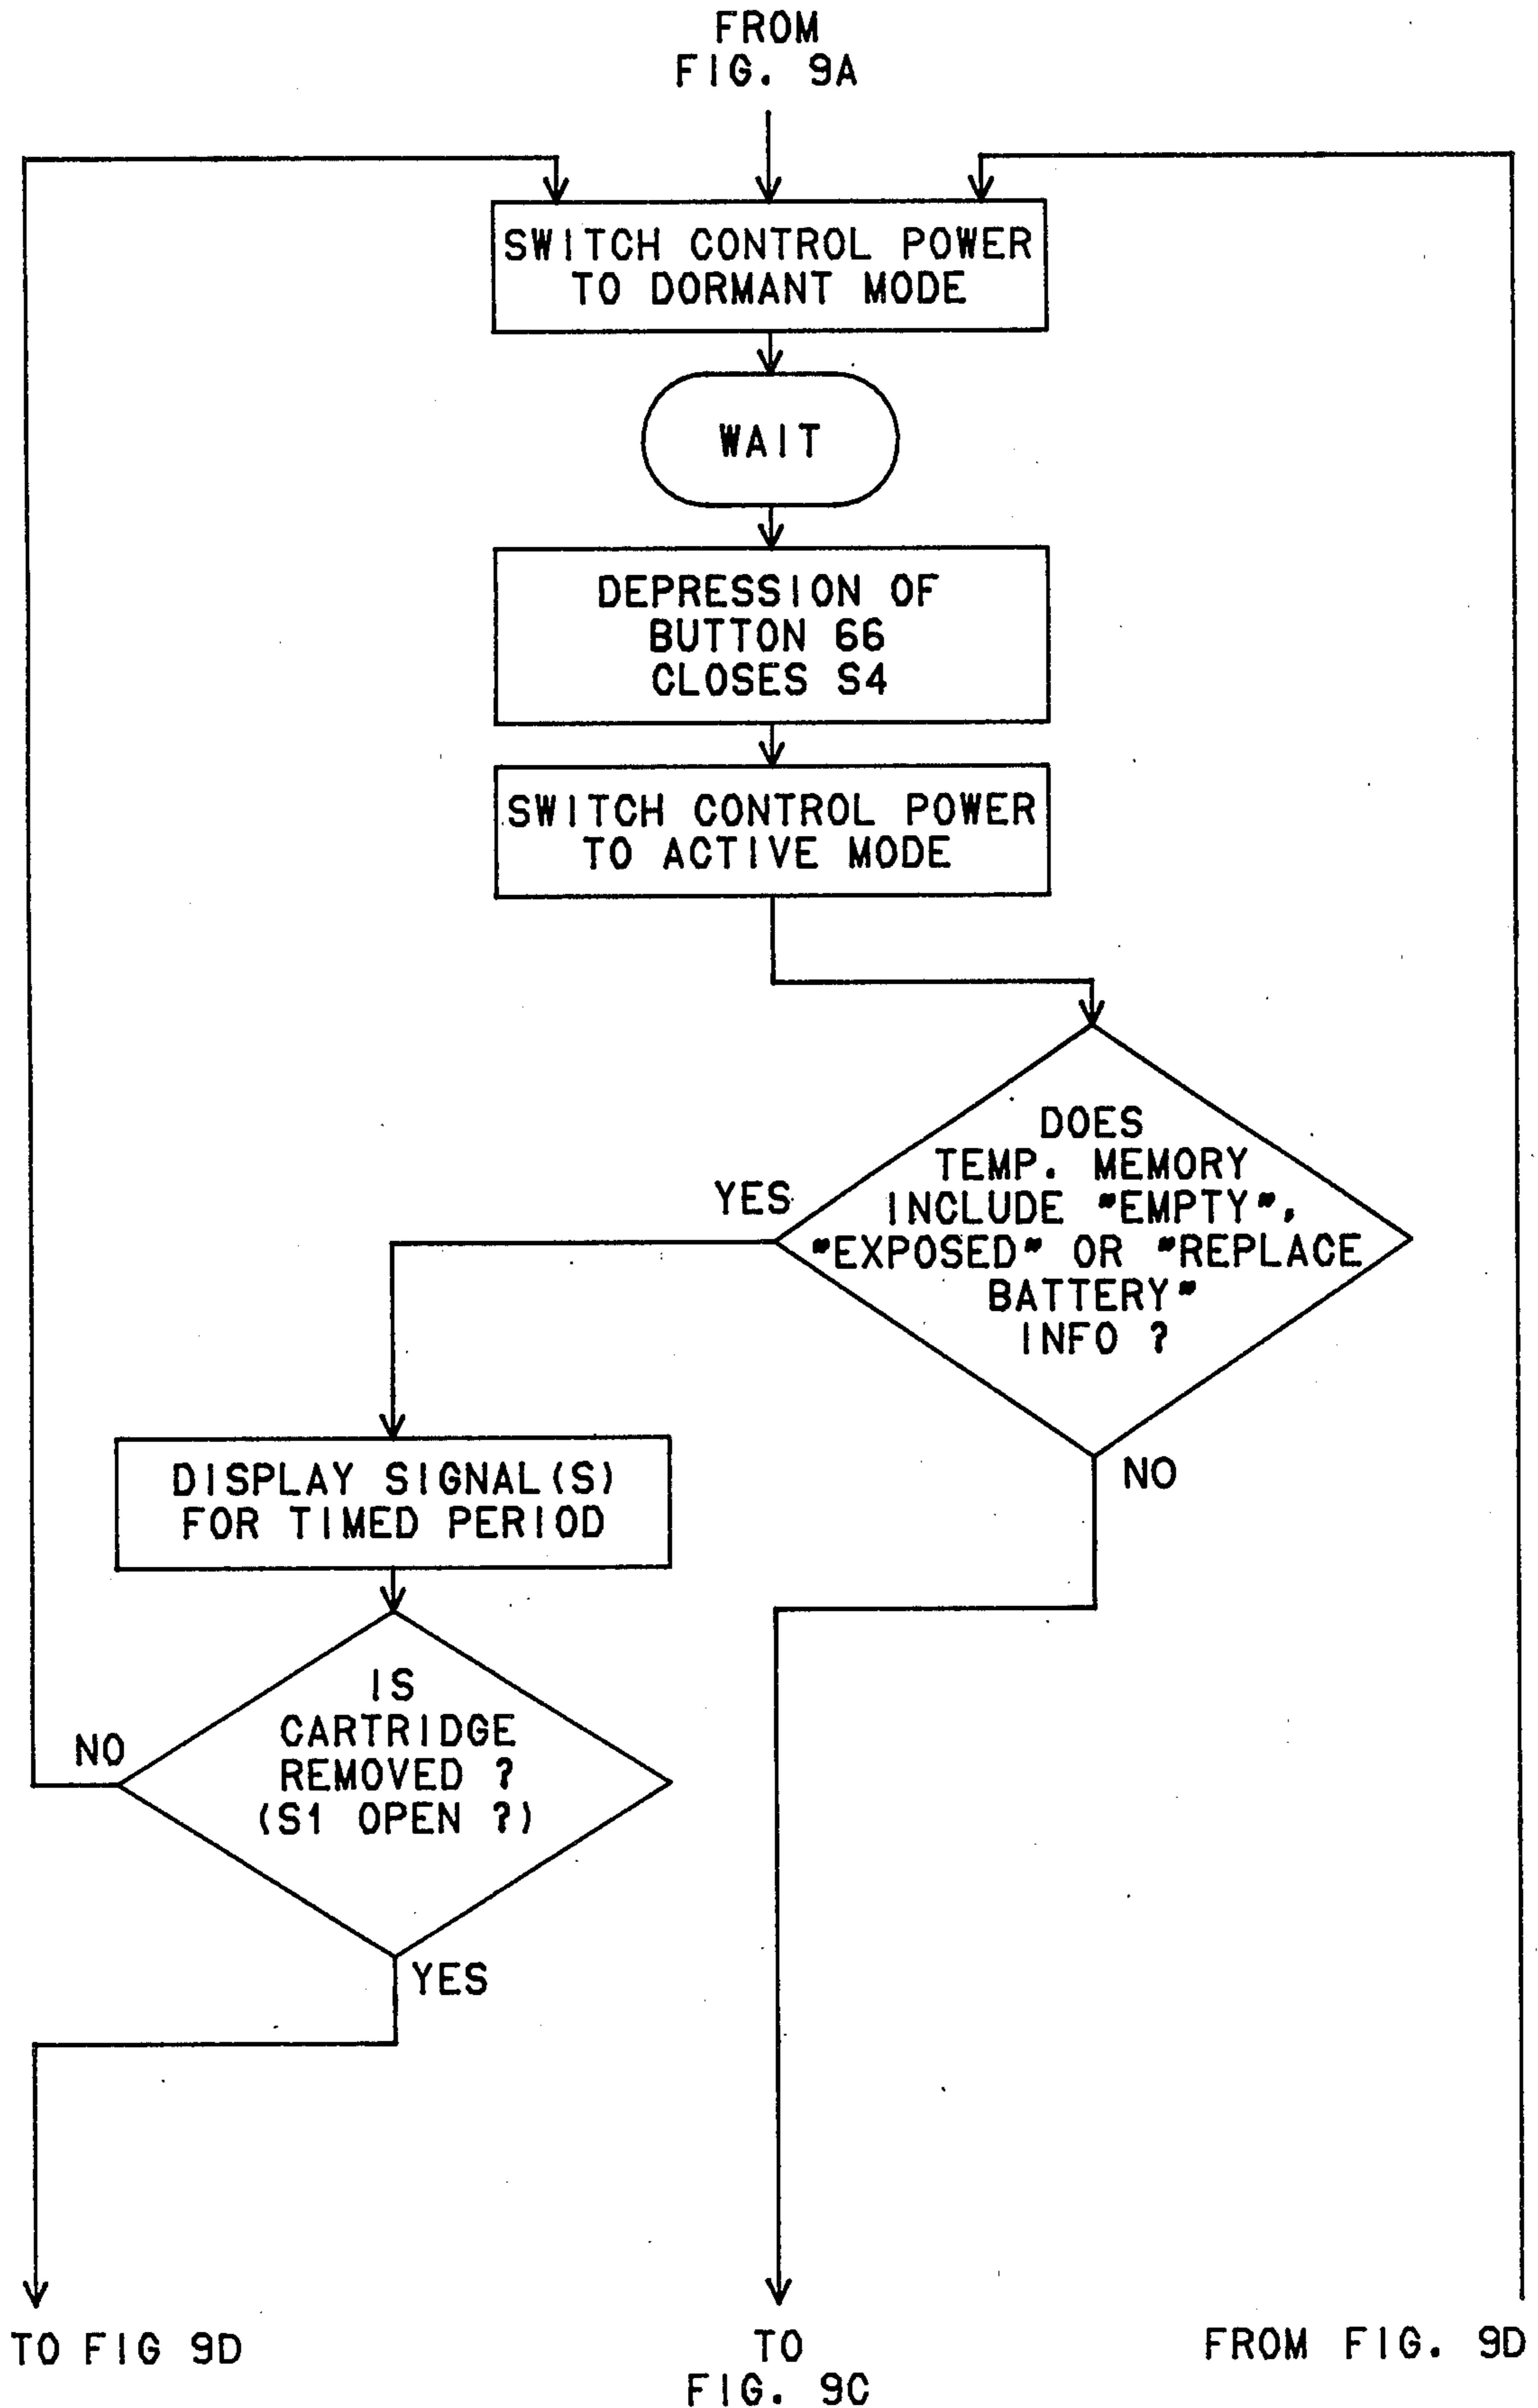 FROM
FIG. 9A
SWITCH CONTROL POWER
TO DORMANT MODE
WAIT
DEPRESSION OF
BUTTON 66
CLOSES S4
SWITCH CONTROL POWER
TO ACTIVE MODE
DOES
TEMP. MEMORY
INCLUDE "EMPTY",
"EXPOSED" OR "REPLACE
BATTERY"
INFO ?
YES
NO
DISPLAY SIGNAL(S)
FOR TIMED PERIOD
IS
CARTRIDGE
REMOVED ?
(S1 OPEN ?)
NO
YES
TO FIG 9D
TO
FIG. 9C
FROM FIG. 9D